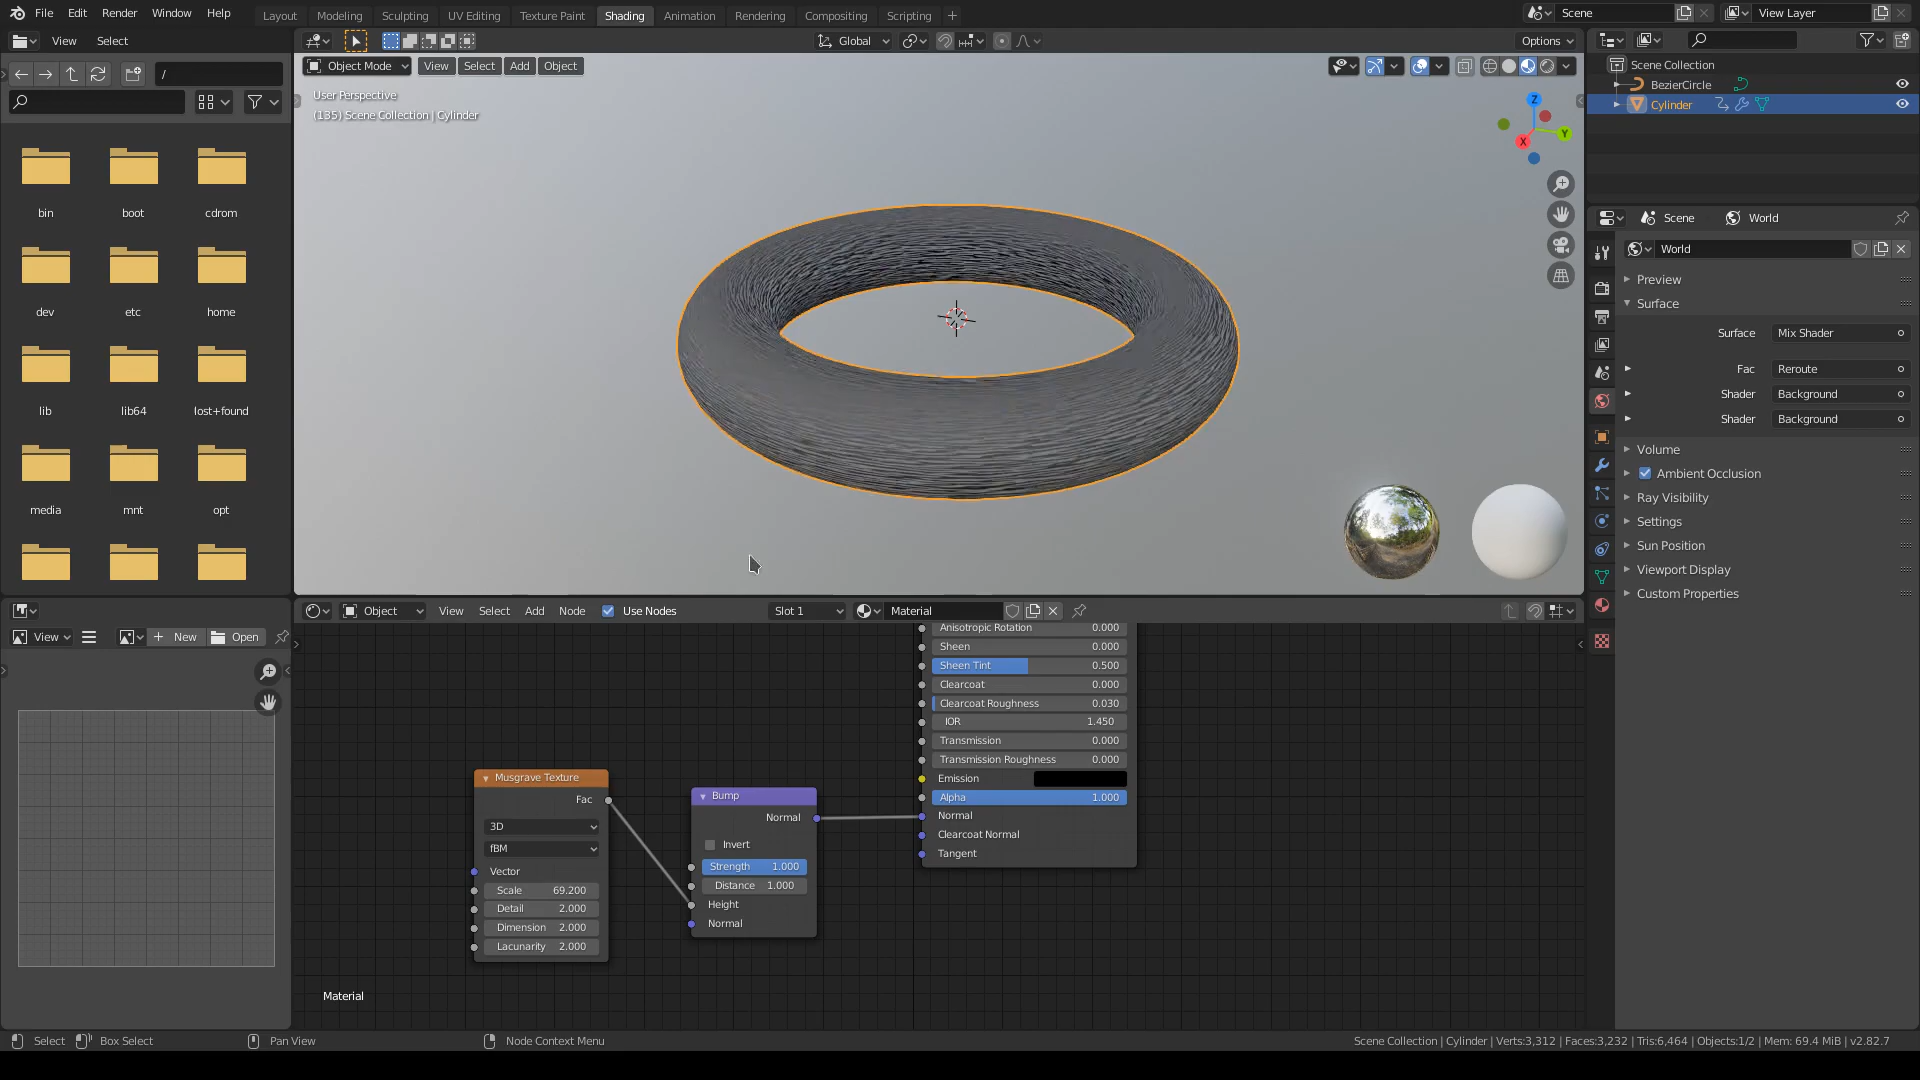 File Edit Render Window Help
Layout Modeling Sculpting UV Editing Texture Paint Shading Animation Rendering Compositing Scripting +
Scene
View Layer
View Select
Global
Options
/
Object Mode View Select Add Object
User Perspective
(135) Scene Collection | Cylinder
Z
Y
X
bin boot cdrom
dev etc home
lib lib64 lost+found
media mnt opt
Scene Collection
BezierCircle
Cylinder
Scene World
World
Preview
Surface
Surface Mix Shader
Fac Reroute
Shader Background
Shader Background
Volume
Ambient Occlusion
Ray Visibility
Settings
Sun Position
Viewport Display
Custom Properties
View New Open
Object View Select Add Node Use Nodes Slot 1 Material
Anisotropic Rotation 0.000
Sheen 0.000
Sheen Tint 0.500
Clearcoat 0.000
Clearcoat Roughness 0.030
IOR 1.450
Transmission 0.000
Transmission Roughness 0.000
Emission
Alpha 1.000
Normal
Clearcoat Normal
Tangent
Musgrave Texture
Fac
3D
fBM
Vector
Scale 69.200
Detail 2.000
Dimension 2.000
Lacunarity 2.000
Bump
Normal
Invert
Strength 1.000
Distance 1.000
Height
Normal
Material
Select Box Select Pan View Node Context Menu
Scene Collection | Cylinder | Verts:3,312 | Faces:3,232 | Tris:6,464 | Objects:1/2 | Mem: 69.4 MiB | v2.82.7